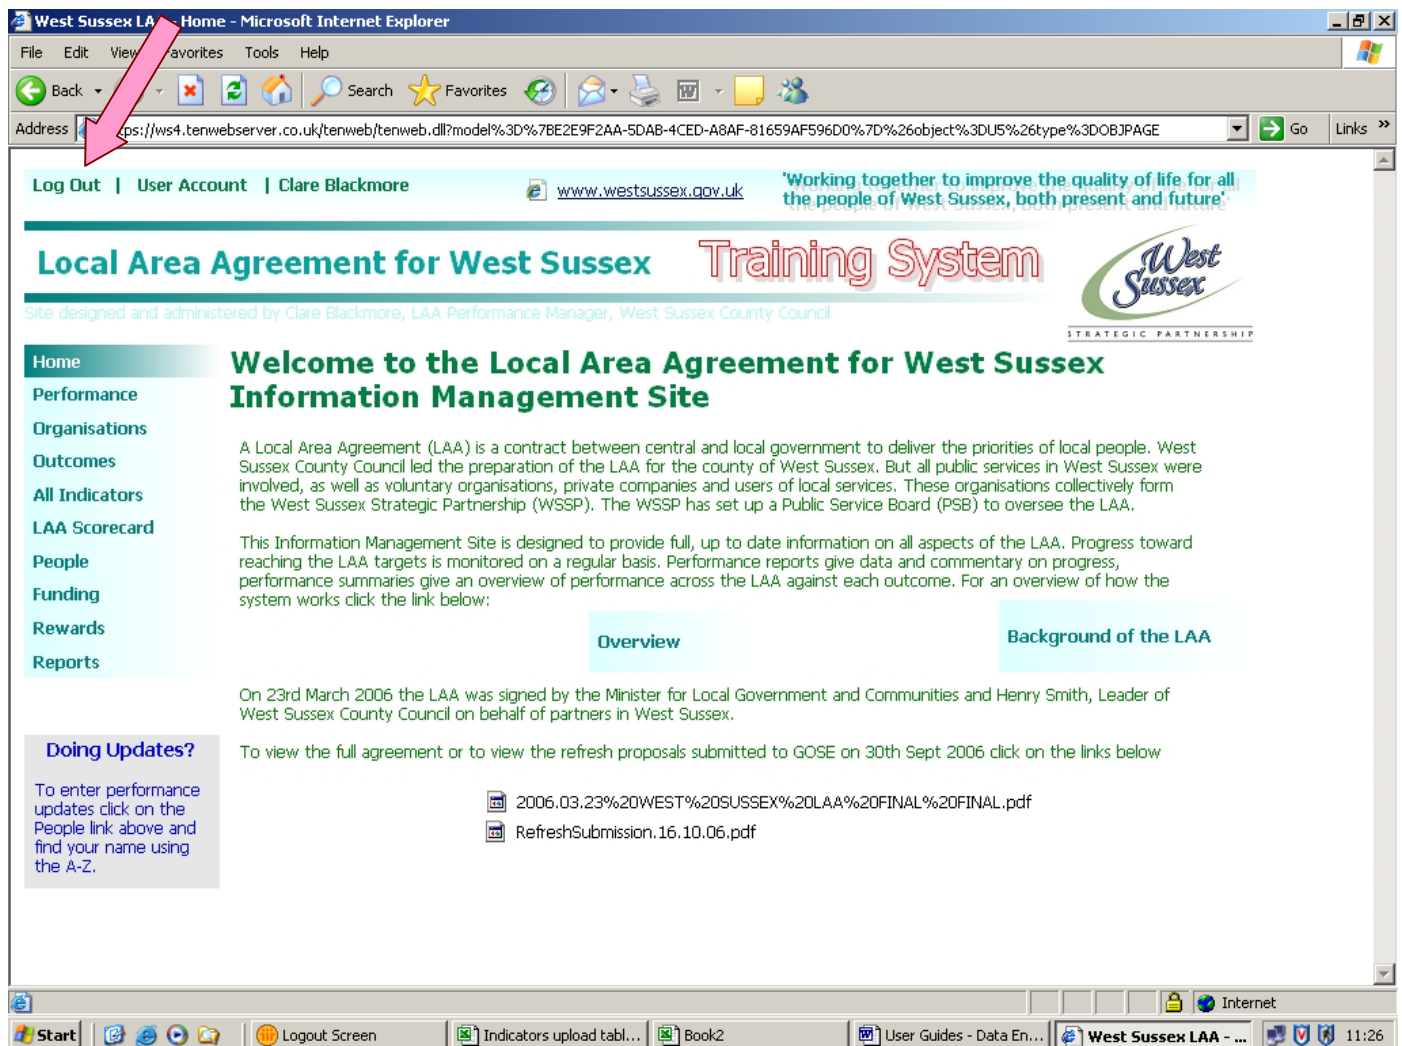 West Sussex LAA - Home - Microsoft Internet Explorer
File Edit View Favorites Tools Help
Back Search Favorites
Address ps://ws4.tenwebserver.co.uk/tenweb/tenweb.dll?model%3D%7BE2E9F2AA-5DAB-4CED-A8AF-81659AF596D0%7D%26object%3DU5%26type%3DOBJPAGE Go Links »
Log Out | User Account | Clare Blackmore
www.westsussex.gov.uk
'Working together to improve the quality of life for all
the people of West Sussex, both present and future'
Local Area Agreement for West Sussex Training System
West
Sussex
STRATEGIC PARTNERSHIP
Site designed and administered by Clare Blackmore, LAA Performance Manager, West Sussex County Council
Home
Performance
Organisations
Outcomes
All Indicators
LAA Scorecard
People
Funding
Rewards
Reports
Doing Updates?
To enter performance
updates click on the
People link above and
find your name using
the A-Z.
Welcome to the Local Area Agreement for West Sussex
Information Management Site
A Local Area Agreement (LAA) is a contract between central and local government to deliver the priorities of local people. West
Sussex County Council led the preparation of the LAA for the county of West Sussex. But all public services in West Sussex were
involved, as well as voluntary organisations, private companies and users of local services. These organisations collectively form
the West Sussex Strategic Partnership (WSSP). The WSSP has set up a Public Service Board (PSB) to oversee the LAA.
This Information Management Site is designed to provide full, up to date information on all aspects of the LAA. Progress toward
reaching the LAA targets is monitored on a regular basis. Performance reports give data and commentary on progress,
performance summaries give an overview of performance across the LAA against each outcome. For an overview of how the
system works click the link below:
Overview
Background of the LAA
On 23rd March 2006 the LAA was signed by the Minister for Local Government and Communities and Henry Smith, Leader of
West Sussex County Council on behalf of partners in West Sussex.
To view the full agreement or to view the refresh proposals submitted to GOSE on 30th Sept 2006 click on the links below
2006.03.23%20WEST%20SUSSEX%20LAA%20FINAL%20FINAL.pdf
RefreshSubmission.16.10.06.pdf
Internet
Start Logout Screen Indicators upload tabl... Book2 User Guides - Data En... West Sussex LAA - ... 11:26